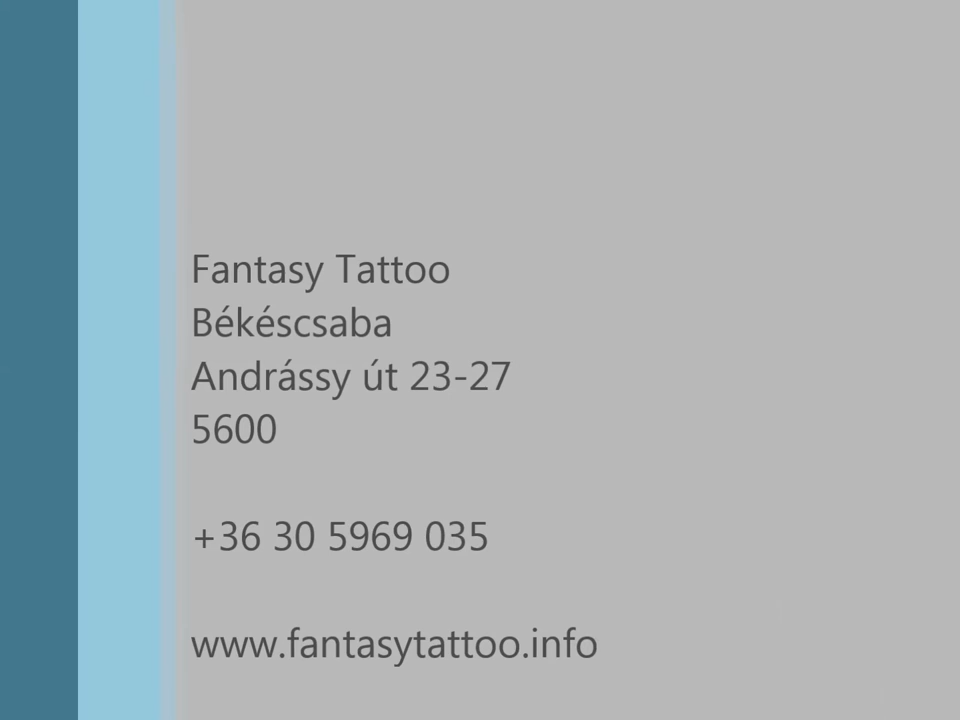 Fantasy Tattoo
Békéscsaba
Andrássy út 23-27
5600
+36 30 5969 035
www.fantasytattoo.info